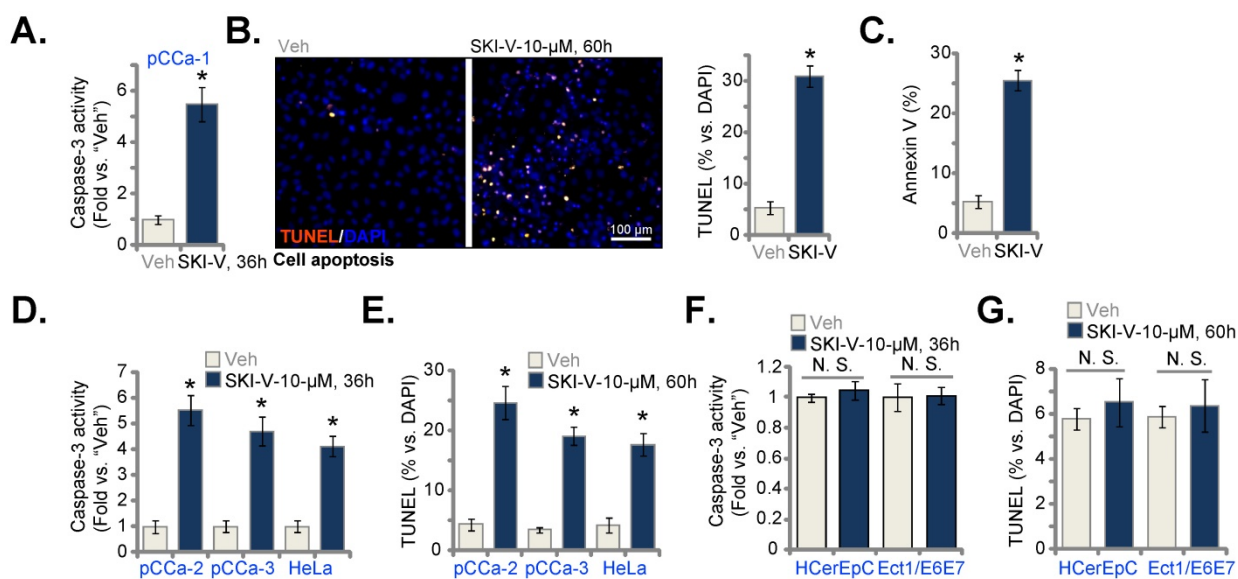 A.
pCCa-1
Caspase-3 activity
(Fold vs. “Veh”)
6
4
2
0
*
Veh SKI-V, 36h
B.
Veh
SKI-V-10-µM, 60h
TUNEL/DAPI
100 µm
Cell apoptosis
TUNEL (% vs. DAPI)
30
20
10
0
*
Veh SKI-V
C.
Annexin V (%)
30
20
10
0
*
Veh SKI-V
D.
Veh
SKI-V-10-µM, 36h
Caspase-3 activity
(Fold vs. “Veh”)
7
6
5
4
3
2
1
0
* * *
pCCa-2 pCCa-3 HeLa
E.
Veh
SKI-V-10-µM, 60h
TUNEL (% vs. DAPI)
30
20
10
0
* * *
pCCa-2 pCCa-3 HeLa
F.
Veh
SKI-V-10-µM, 36h
N. S. N. S.
Caspase-3 activity
(Fold vs. “Veh”)
1.2
1
0.8
0.6
0.4
0.2
0
HCerEpC Ect1/E6E7
G.
Veh
SKI-V-10-µM, 60h
N. S. N. S.
TUNEL (% vs. DAPI)
8
6
4
2
0
HCerEpC Ect1/E6E7